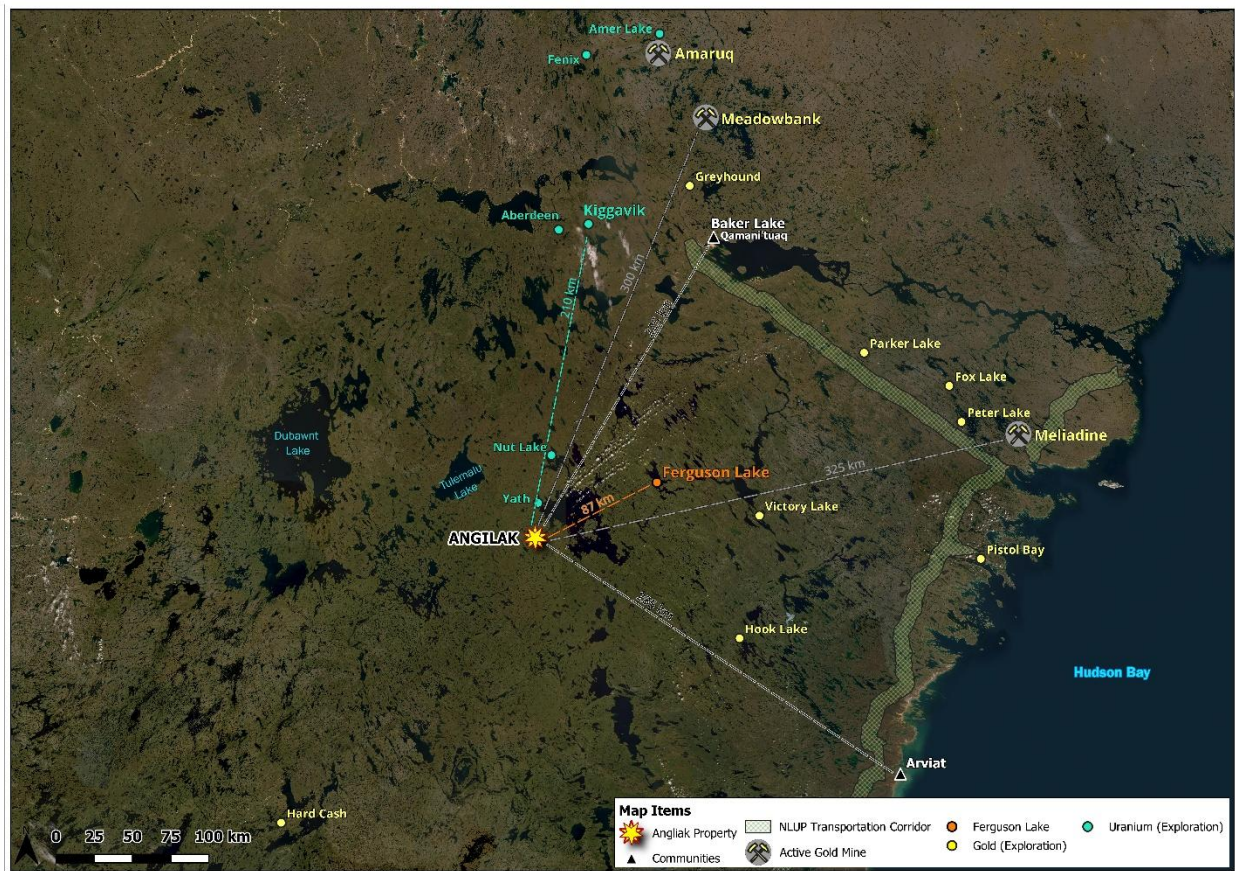 Amer Lake
Fenix
Amaruq
Meadowbank
Greyhound
Aberdeen
Kiggavik
Baker Lake
Qamani'tuaq
210 km
300 km
Parker Lake
Fox Lake
Peter Lake
Meliadine
Dubawnt
Lake
Tulemalu
Lake
Nut Lake
Ferguson Lake
325 km
Yath
87 km
Victory Lake
ANGILAK
Pistol Bay
Hook Lake
Hudson Bay
Arviat
Hard Cash
0 25 50 75 100 km
Map Items
Angliak Property
Communities
NLUP Transportation Corridor
Active Gold Mine
Ferguson Lake
Gold (Exploration)
Uranium (Exploration)